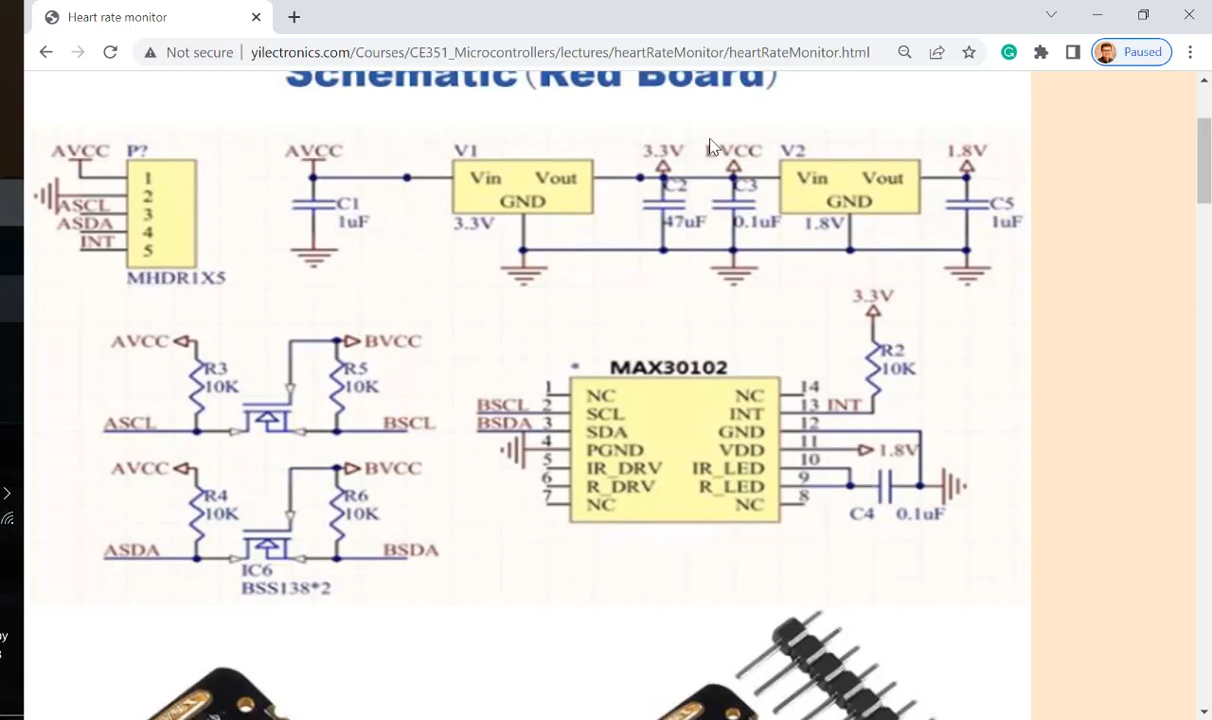 Heart rate monitor
Not secure
yilectronics.com/Courses/CE351_Microcontrollers/lectures/heartRateMonitor/heartRateMonitor.html
Paused
Schematic (Red Board)
AVCC
P?
1
2
ASCL
3
ASDA
4
INT
5
MHDR1X5
AVCC
C1
1uF
V1
Vin
Vout
GND
3.3V
3.3V
C2
47uF
VCC
C3
0.1uF
V2
Vin
Vout
GND
1.8V
1.8V
C5
1uF
AVCC
R3
10K
ASCL
BVCC
R5
10K
BSCL
AVCC
R4
10K
ASDA
BVCC
R6
10K
BSDA
IC6
BSS138*2
3.3V
R2
10K
*
MAX30102
1
NC
NC
14
BSCL
2
SCL
INT
13
INT
BSDA
3
SDA
GND
12
4
PGND
VDD
11
1.8V
5
IR_DRV
IR_LED
10
6
R_DRV
R_LED
9
7
NC
NC
8
C4
0.1uF